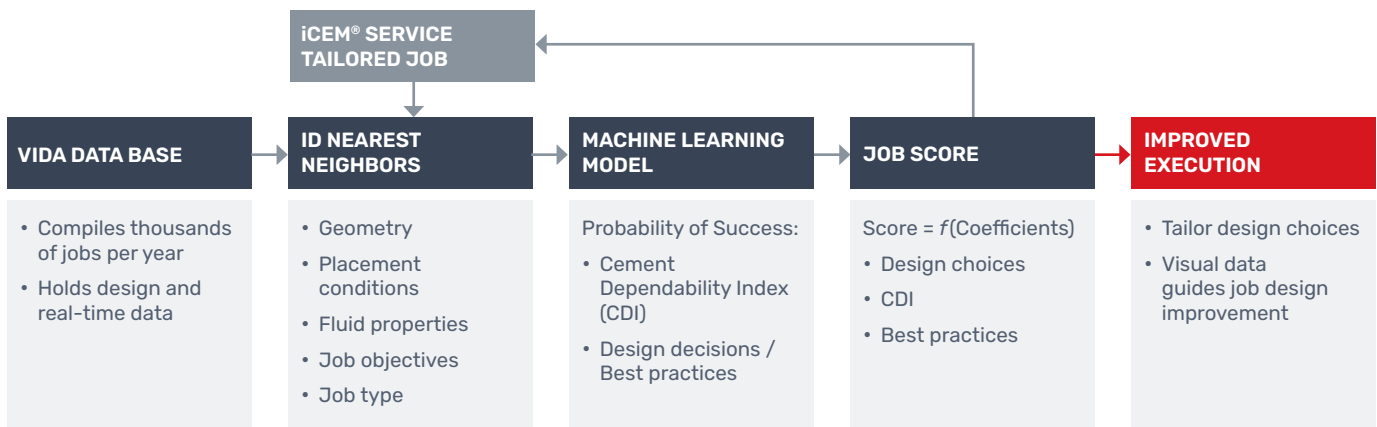 iCEM® SERVICE
TAILORED JOB
VIDA DATA BASE
• Compiles thousands
of jobs per year
• Holds design and
real-time data
ID NEAREST
NEIGHBORS
• Geometry
• Placement
conditions
• Fluid properties
• Job objectives
• Job type
MACHINE LEARNING
MODEL
Probability of Success:
• Cement
Dependability Index
(CDI)
• Design decisions /
Best practices
JOB SCORE
Score = f(Coefficients)
• Design choices
• CDI
• Best practices
IMPROVED
EXECUTION
• Tailor design choices
• Visual data
guides job design
improvement